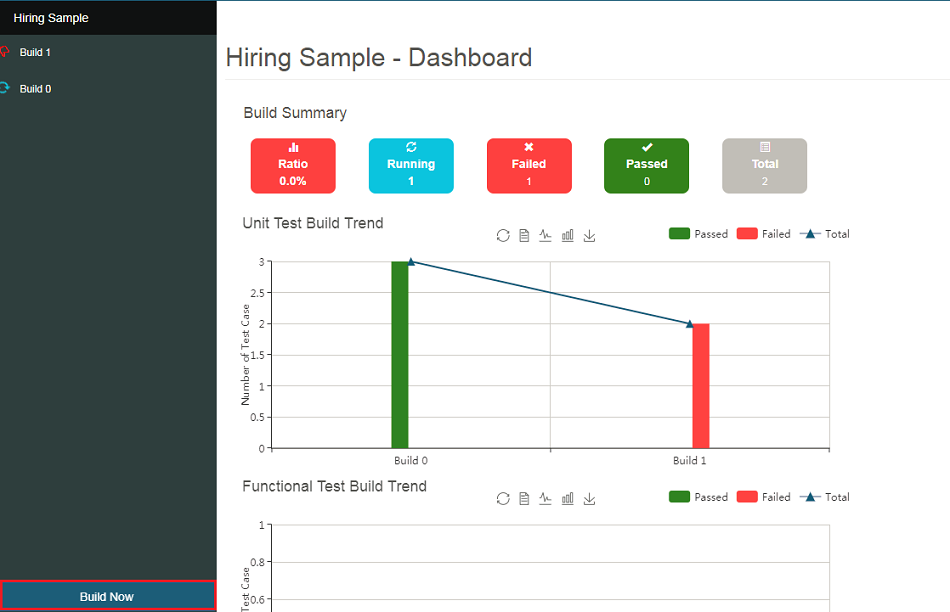 Hiring Sample
Build 1
Build 0
Build Now
Hiring Sample - Dashboard
Build Summary
Ratio
0.0%
Running
1
Failed
1
Passed
0
Total
2
Unit Test Build Trend
Passed Failed Total
Number of Test Case
3
2.5
2
1.5
1
0.5
0
Build 0 Build 1
Functional Test Build Trend
Passed Failed Total
Test Case
1
0.8
0.6